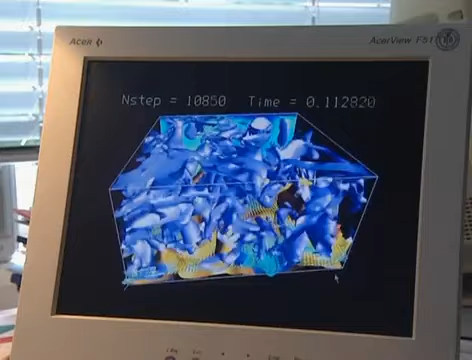 Acer
AcerView F51
Nstep = 10850 Time = 0.112820